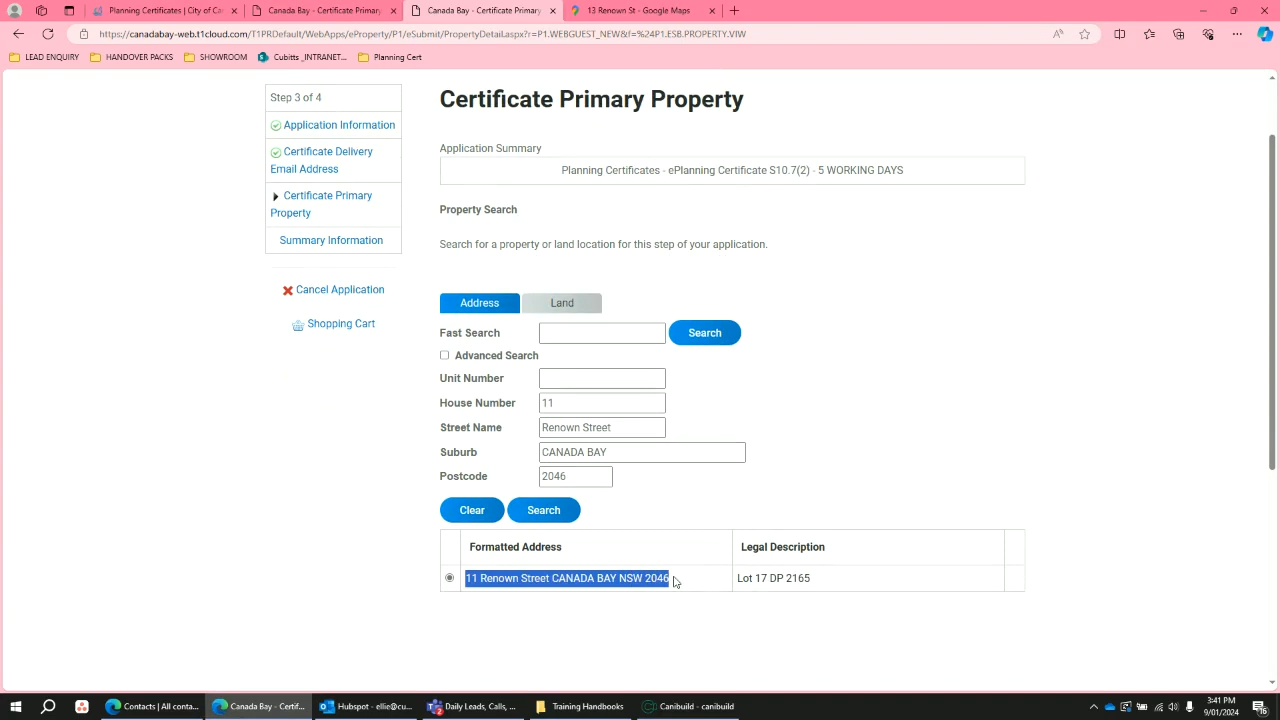 Planning Certificates | City of Ca
Canada Bay - Certificate Primary
Canada Bay - Certificate Primary
13 Renown St - Google Maps
https://canadabay-web.t1cloud.com/T1PRDefault/WebApps/eProperty/P1/eSubmit/PropertyDetail.aspx?r=P1.WEBGUEST_NEW&f=%24P1.ESB.PROPERTY.VIW
LEAD ENQUIRY
HANDOVER PACKS
SHOWROOM
Cubitts _INTRANET...
Planning Cert
Step 3 of 4
Application Information
Certificate Delivery
Email Address
Certificate Primary
Property
Summary Information
Cancel Application
Shopping Cart
Certificate Primary Property
Application Summary
Planning Certificates - ePlanning Certificate S10.7(2) - 5 WORKING DAYS
Property Search
Search for a property or land location for this step of your application.
Address
Land
Fast Search
Search
Advanced Search
Unit Number
House Number
11
Street Name
Renown Street
Suburb
CANADA BAY
Postcode
2046
Clear
Search
Formatted Address
Legal Description
11 Renown Street CANADA BAY NSW 2046
Lot 17 DP 2165
Contacts | All conta...
Canada Bay - Certif...
Hubspot - ellie@cu...
2
Daily Leads, Calls, ...
Training Handbooks
Canibuild - canibuild
3:41 PM
9/01/2024